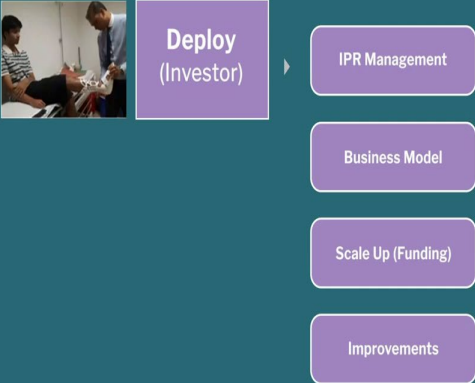 Deploy
(Investor)
IPR Management
Business Model
Scale Up (Funding)
Improvements